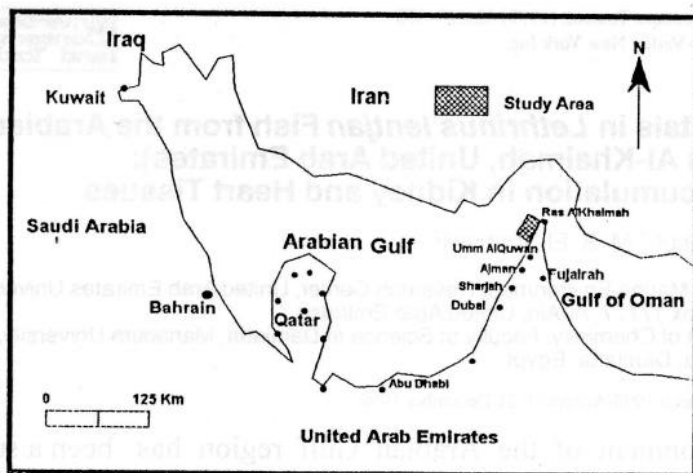 Iraq
N
Kuwait
Iran
Study Area
Ras AlKhaimah
Saudi Arabia
Arabian Gulf
Umm AlQuwan
Ajman
Fujairah
Sharjah
Bahrain
Qatar
Dubai
Gulf of Oman
0 125 Km
Abu Dhabi
United Arab Emirates